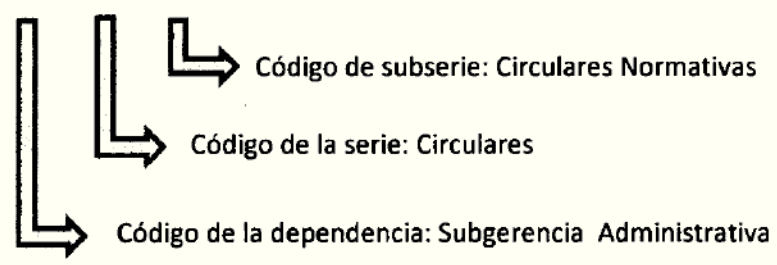 Código de subserie: Circulares Normativas
Código de la serie: Circulares
Código de la dependencia: Subgerencia Administrativa